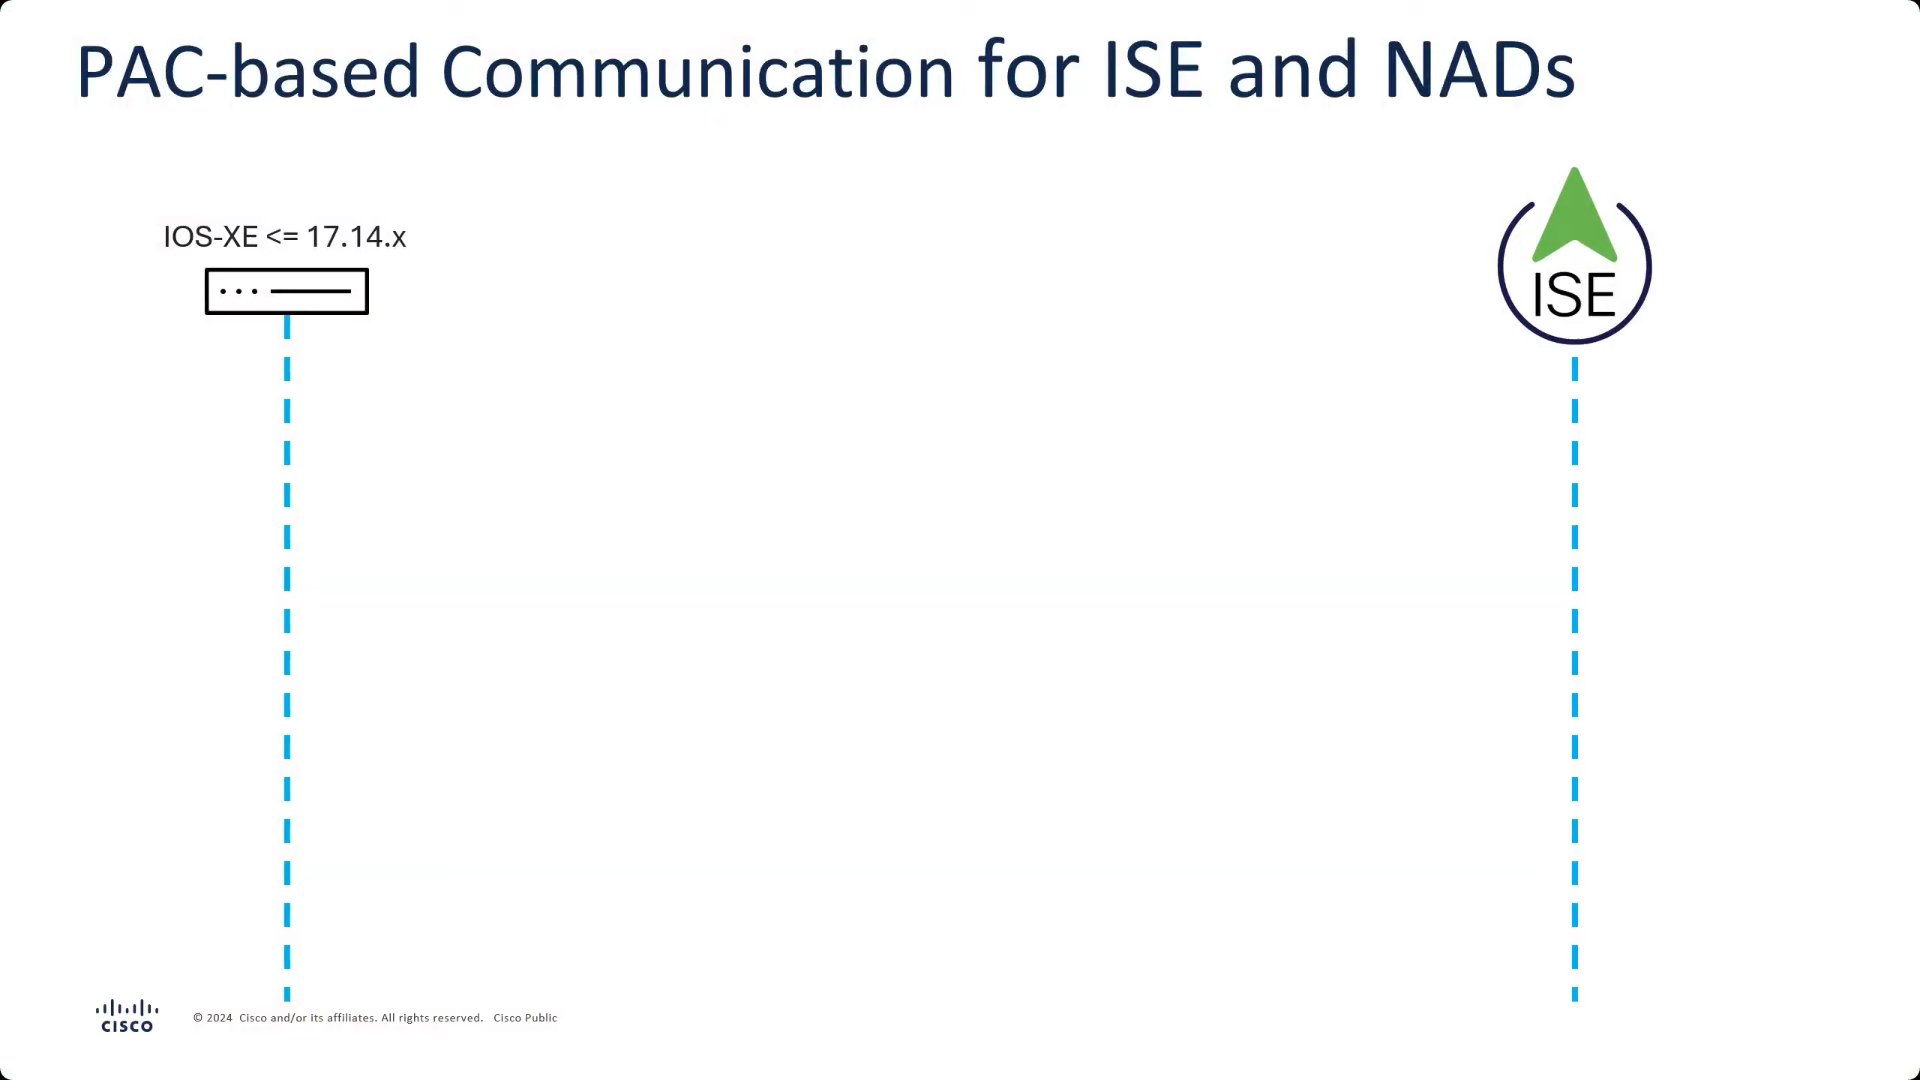 PAC-based Communication for ISE and NADs
IOS-XE <= 17.14.x
ISE
CISCO
© 2024 Cisco and/or its affiliates. All rights reserved. Cisco Public